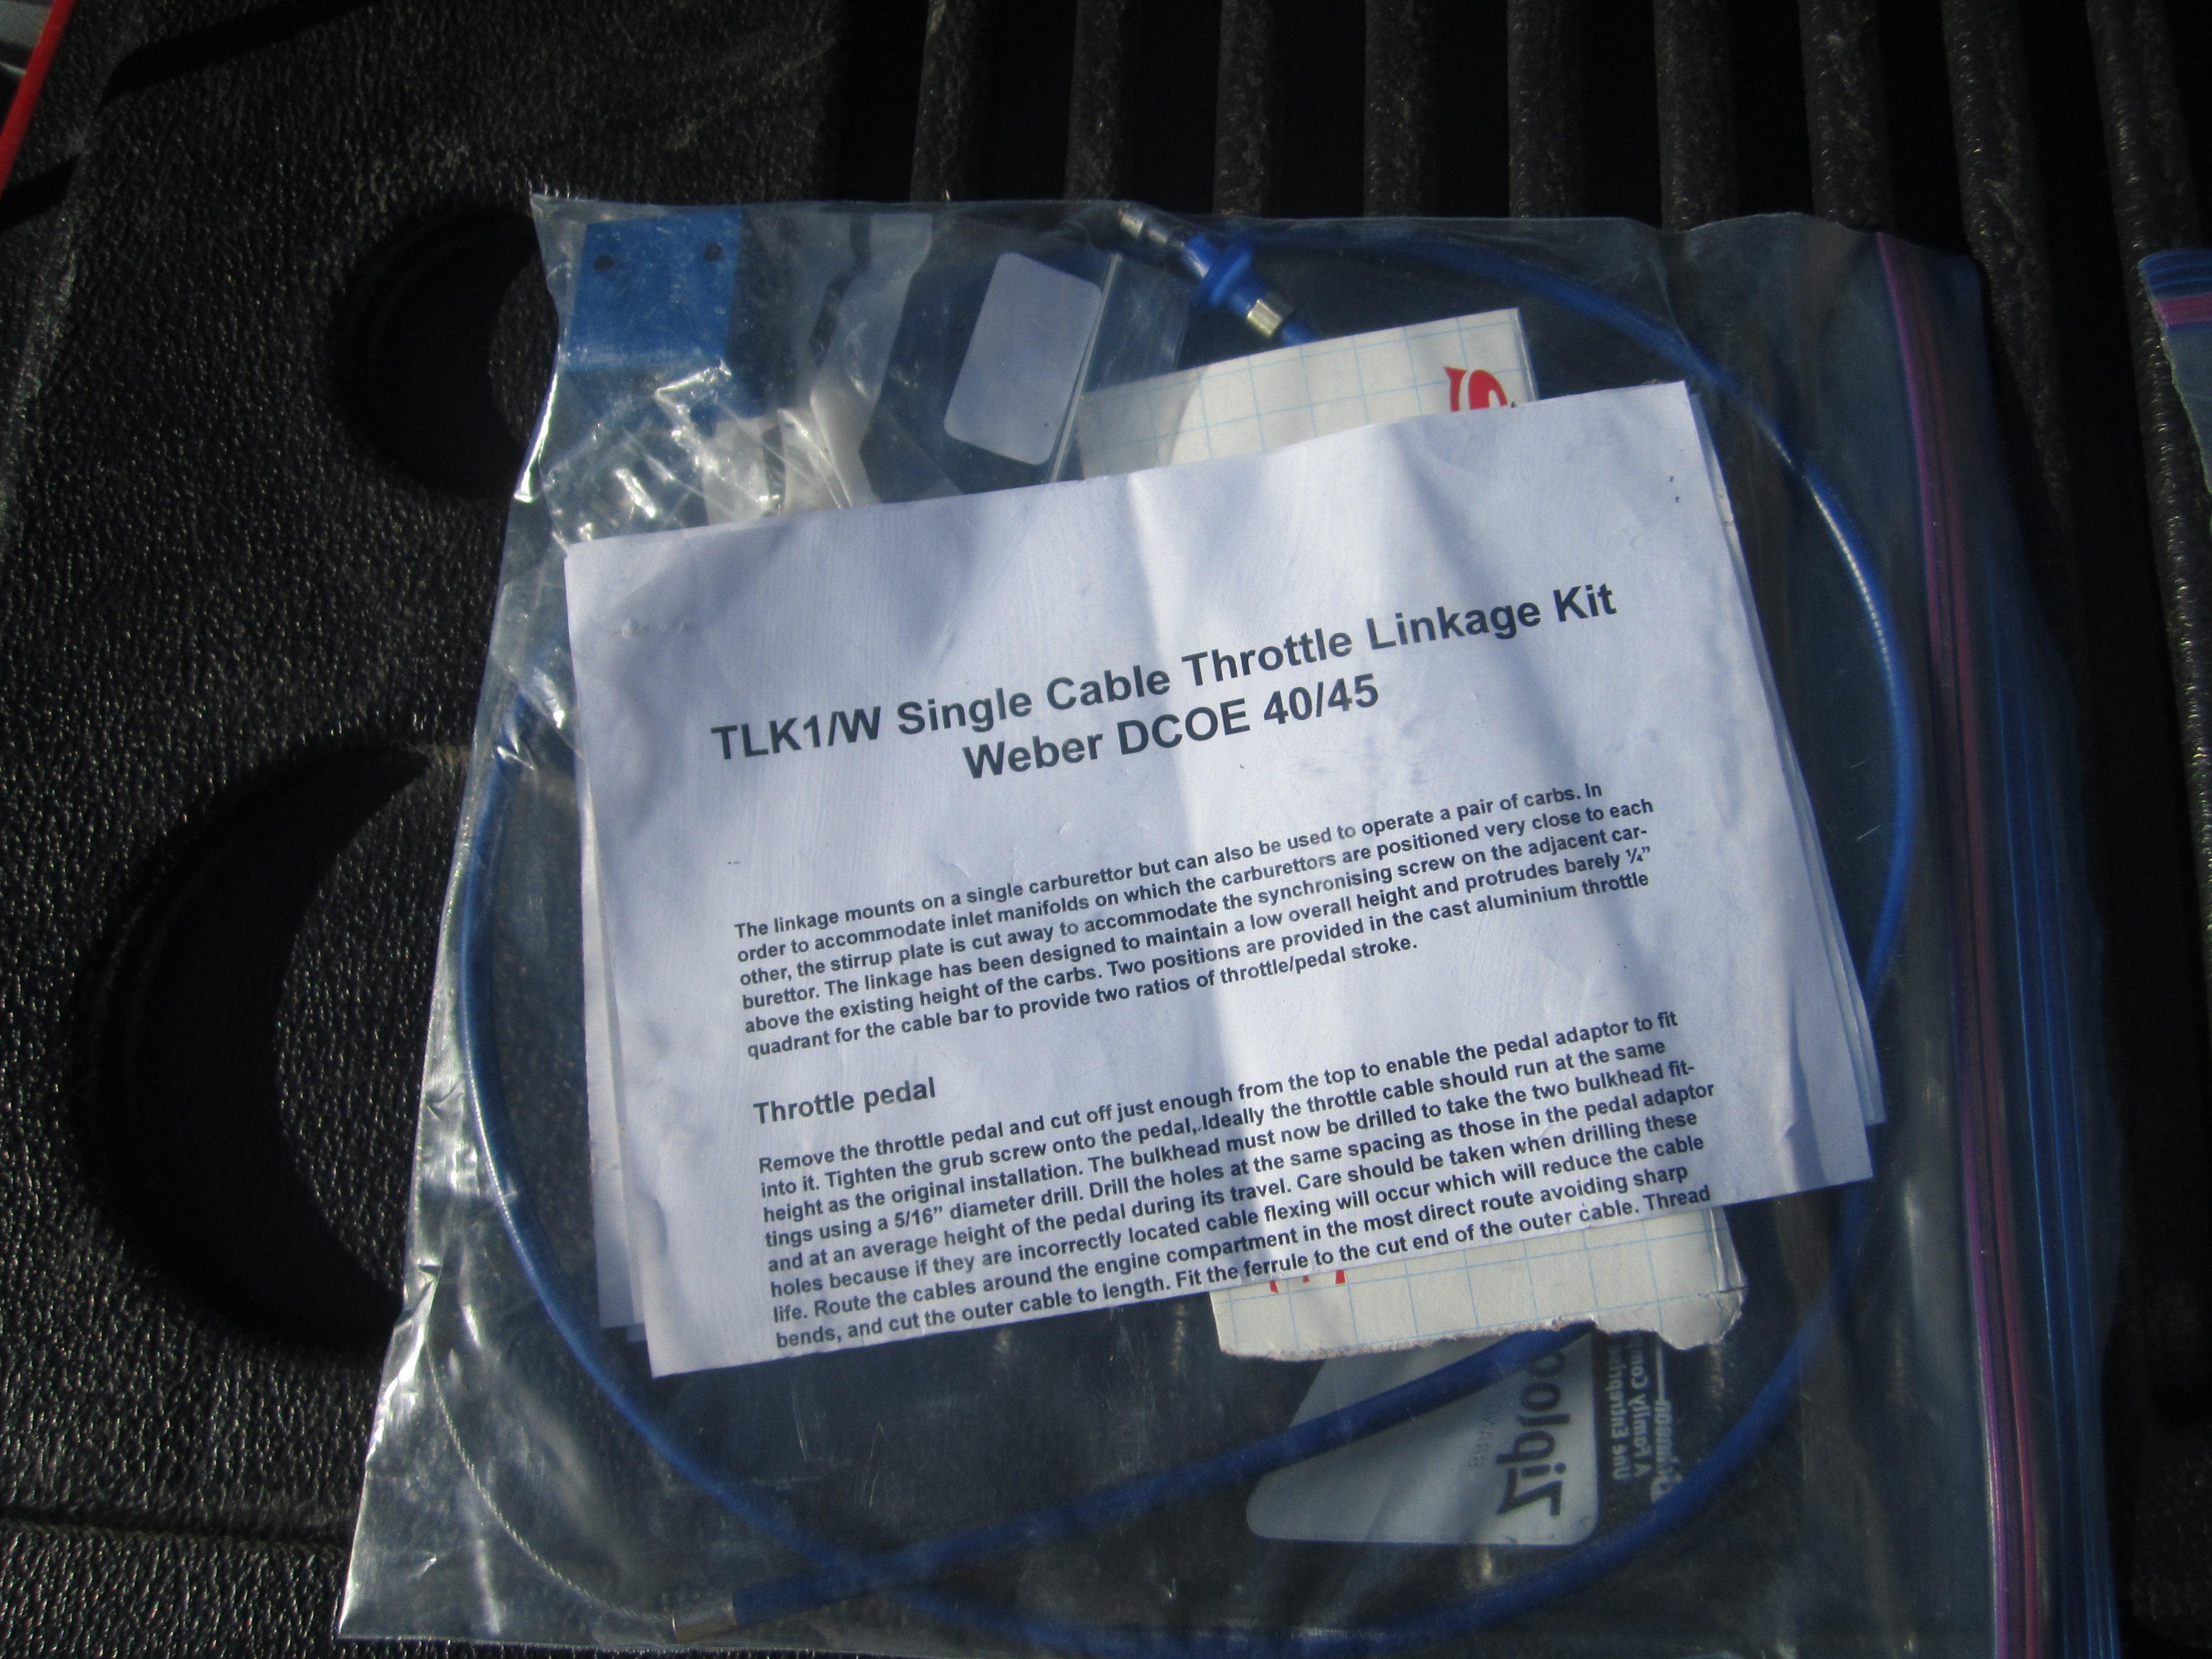 TLK1/W Single Cable Throttle Linkage Kit
Weber DCOE 40/45
The linkage mounts on a single carburettor but can also be used to operate a pair of carbs. In
order to accommodate inlet manifolds on which the carburettors are positioned very close to each
other, the stirrup plate is cut away to accommodate the synchronising screw on the adjacent car-
burettor. The linkage has been designed to maintain a low overall height and protrudes barely ¼”
above the existing height of the carbs. Two positions are provided in the cast aluminium throttle
quadrant for the cable bar to provide two ratios of throttle/pedal stroke.
Throttle pedal
Remove the throttle pedal and cut off just enough from the top to enable the pedal adaptor to fit
into it. Tighten the grub screw onto the pedal,.Ideally the throttle cable should run at the same
height as the original installation. The bulkhead must now be drilled to take the two bulkhead fit-
tings using a 5/16” diameter drill. Drill the holes at the same spacing as those in the pedal adaptor
and at an average height of the pedal during its travel. Care should be taken when drilling these
holes because if they are incorrectly located cable flexing will occur which will reduce the cable
life. Route the cables around the engine compartment in the most direct route avoiding sharp
bends, and cut the outer cable to length. Fit the ferrule to the cut end of the outer cable. Thread
Ziploc
A Family Co
Une Entreprise